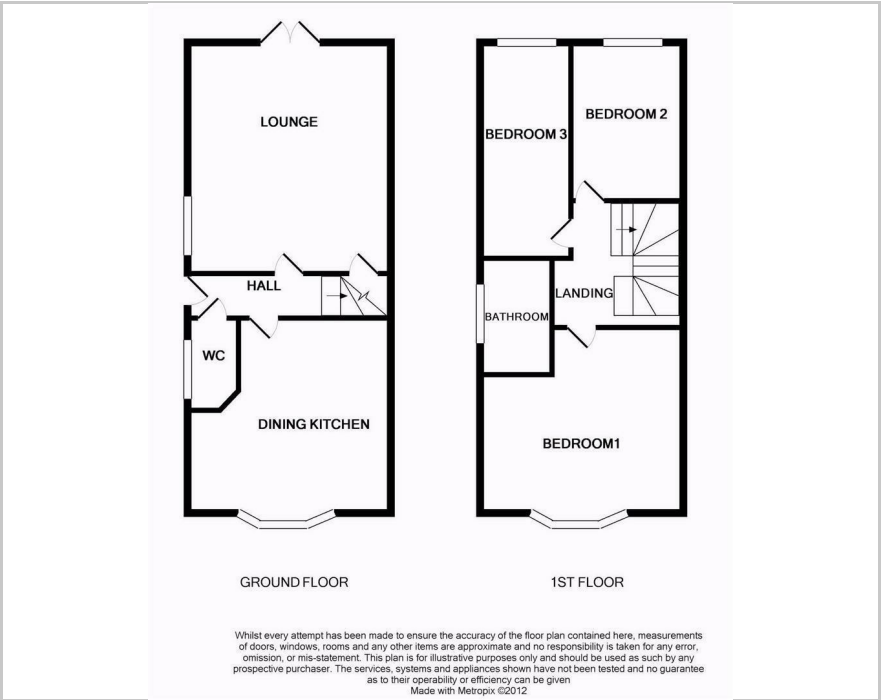 LOUNGE
HALL
WC
DINING KITCHEN
GROUND FLOOR
BEDROOM 3
BEDROOM 2
LANDING
BATHROOM
BEDROOM1
1ST FLOOR
Whilst every attempt has been made to ensure the accuracy of the floor plan contained here, measurements
of doors, windows, rooms and any other items are approximate and no responsibility is taken for any error,
omission, or mis-statement. This plan is for illustrative purposes only and should be used as such by any
prospective purchaser. The services, systems and appliances shown have not been tested and no guarantee
as to their operability or efficiency can be given
Made with Metropix ©2012